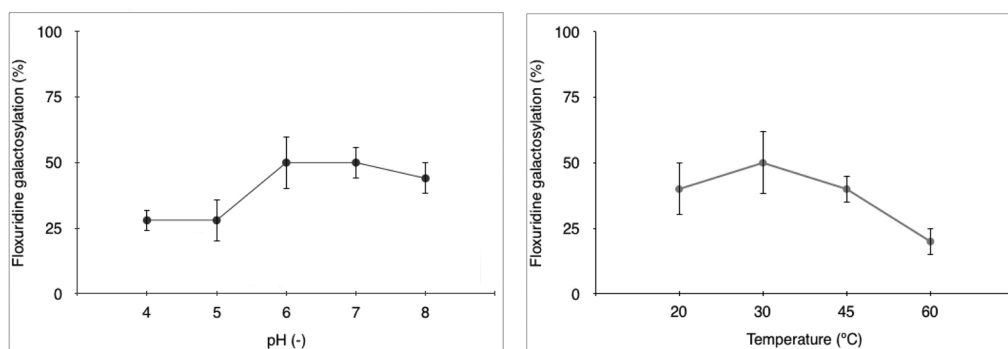 Floxuridine galactosylation (%)
100
75
50
25
0
4 5 6 7 8
pH (-)
Floxuridine galactosylation (%)
100
75
50
25
0
20 30 45 60
Temperature (°C)